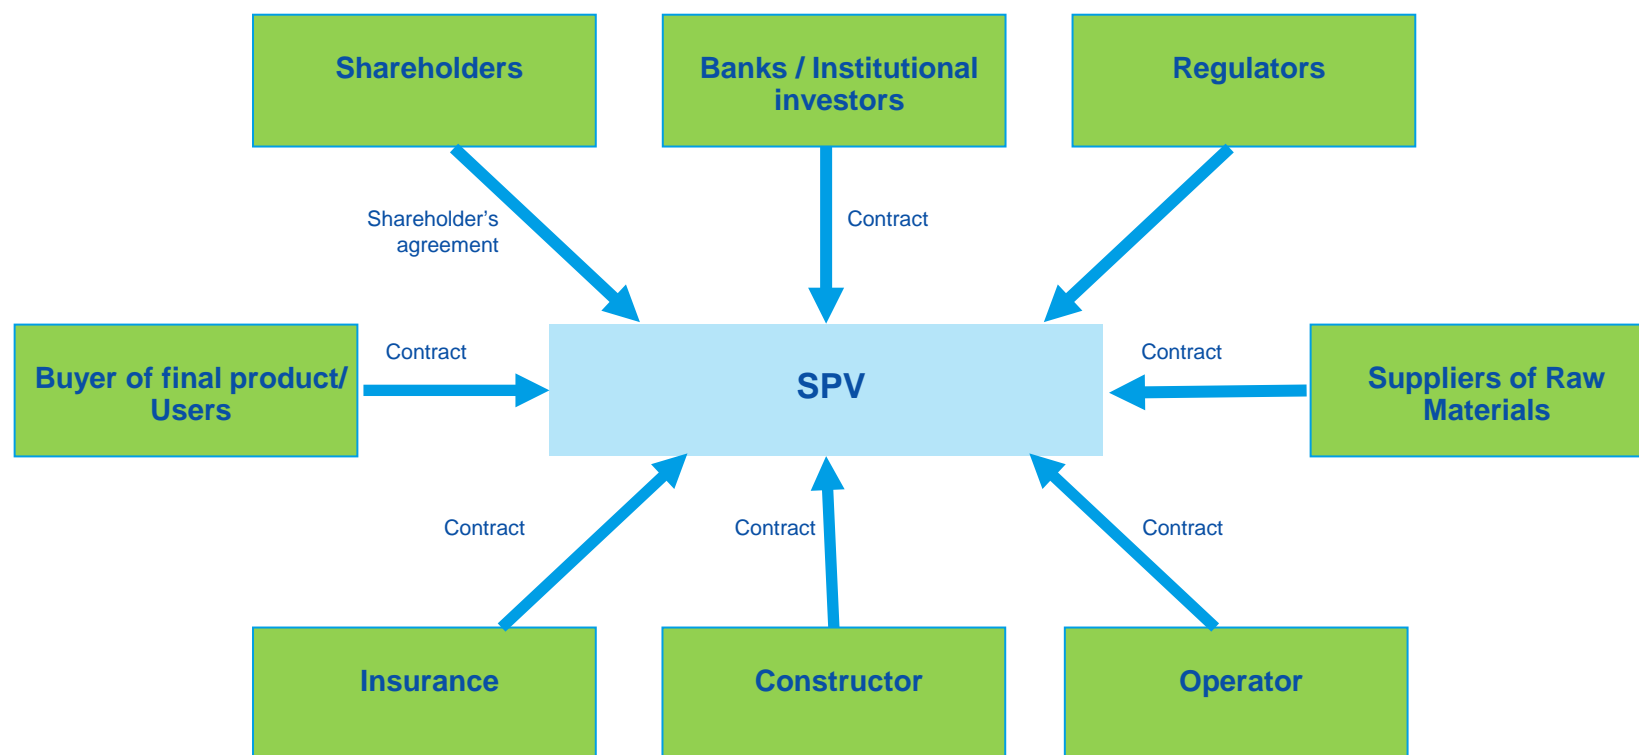 Shareholders
Banks / Institutional
investors
Regulators
Shareholder's
agreement
Contract
Buyer of final product/
Users
Contract
SPV
Contract
Suppliers of Raw
Materials
Contract
Contract
Contract
Insurance
Constructor
Operator